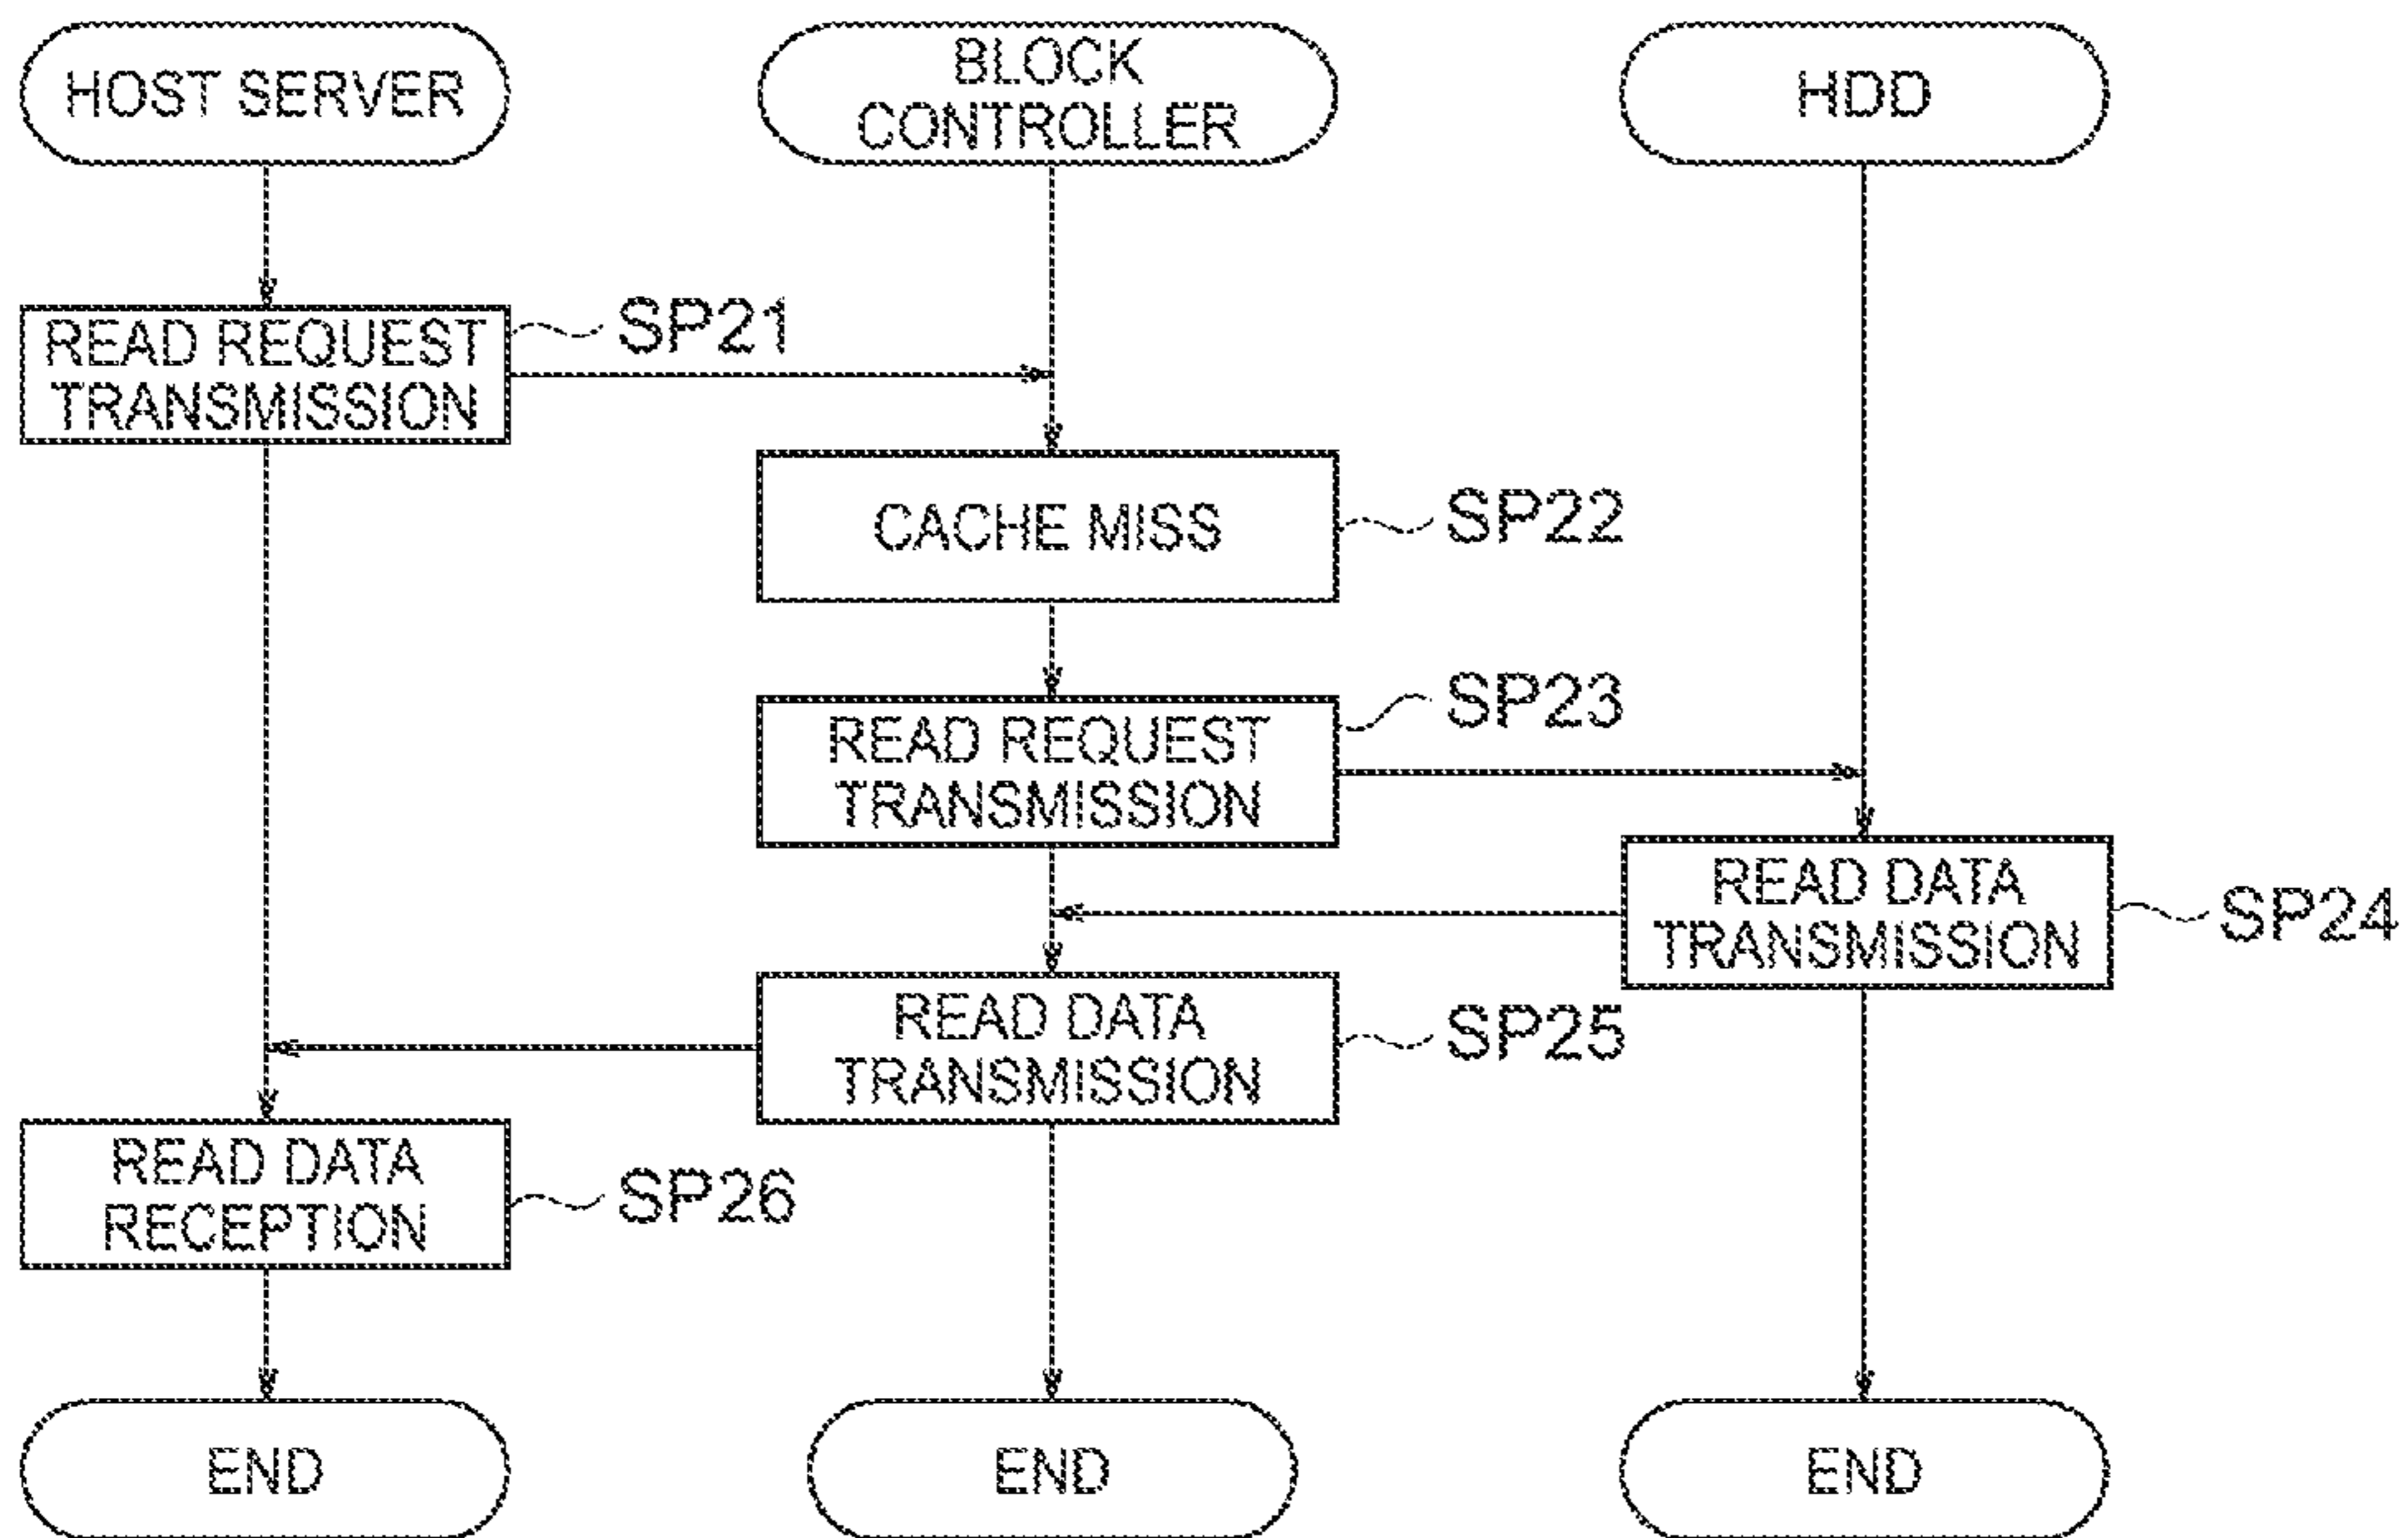 HOST SERVER
BLOCK
CONTROLLER
HDD
READ REQUEST
TRANSMISSION
SP21
CACHE MISS
SP22
READ REQUEST
TRANSMISSION
SP23
READ DATA
TRANSMISSION
SP24
READ DATA
TRANSMISSION
SP25
READ DATA
RECEPTION
SP26
END
END
END